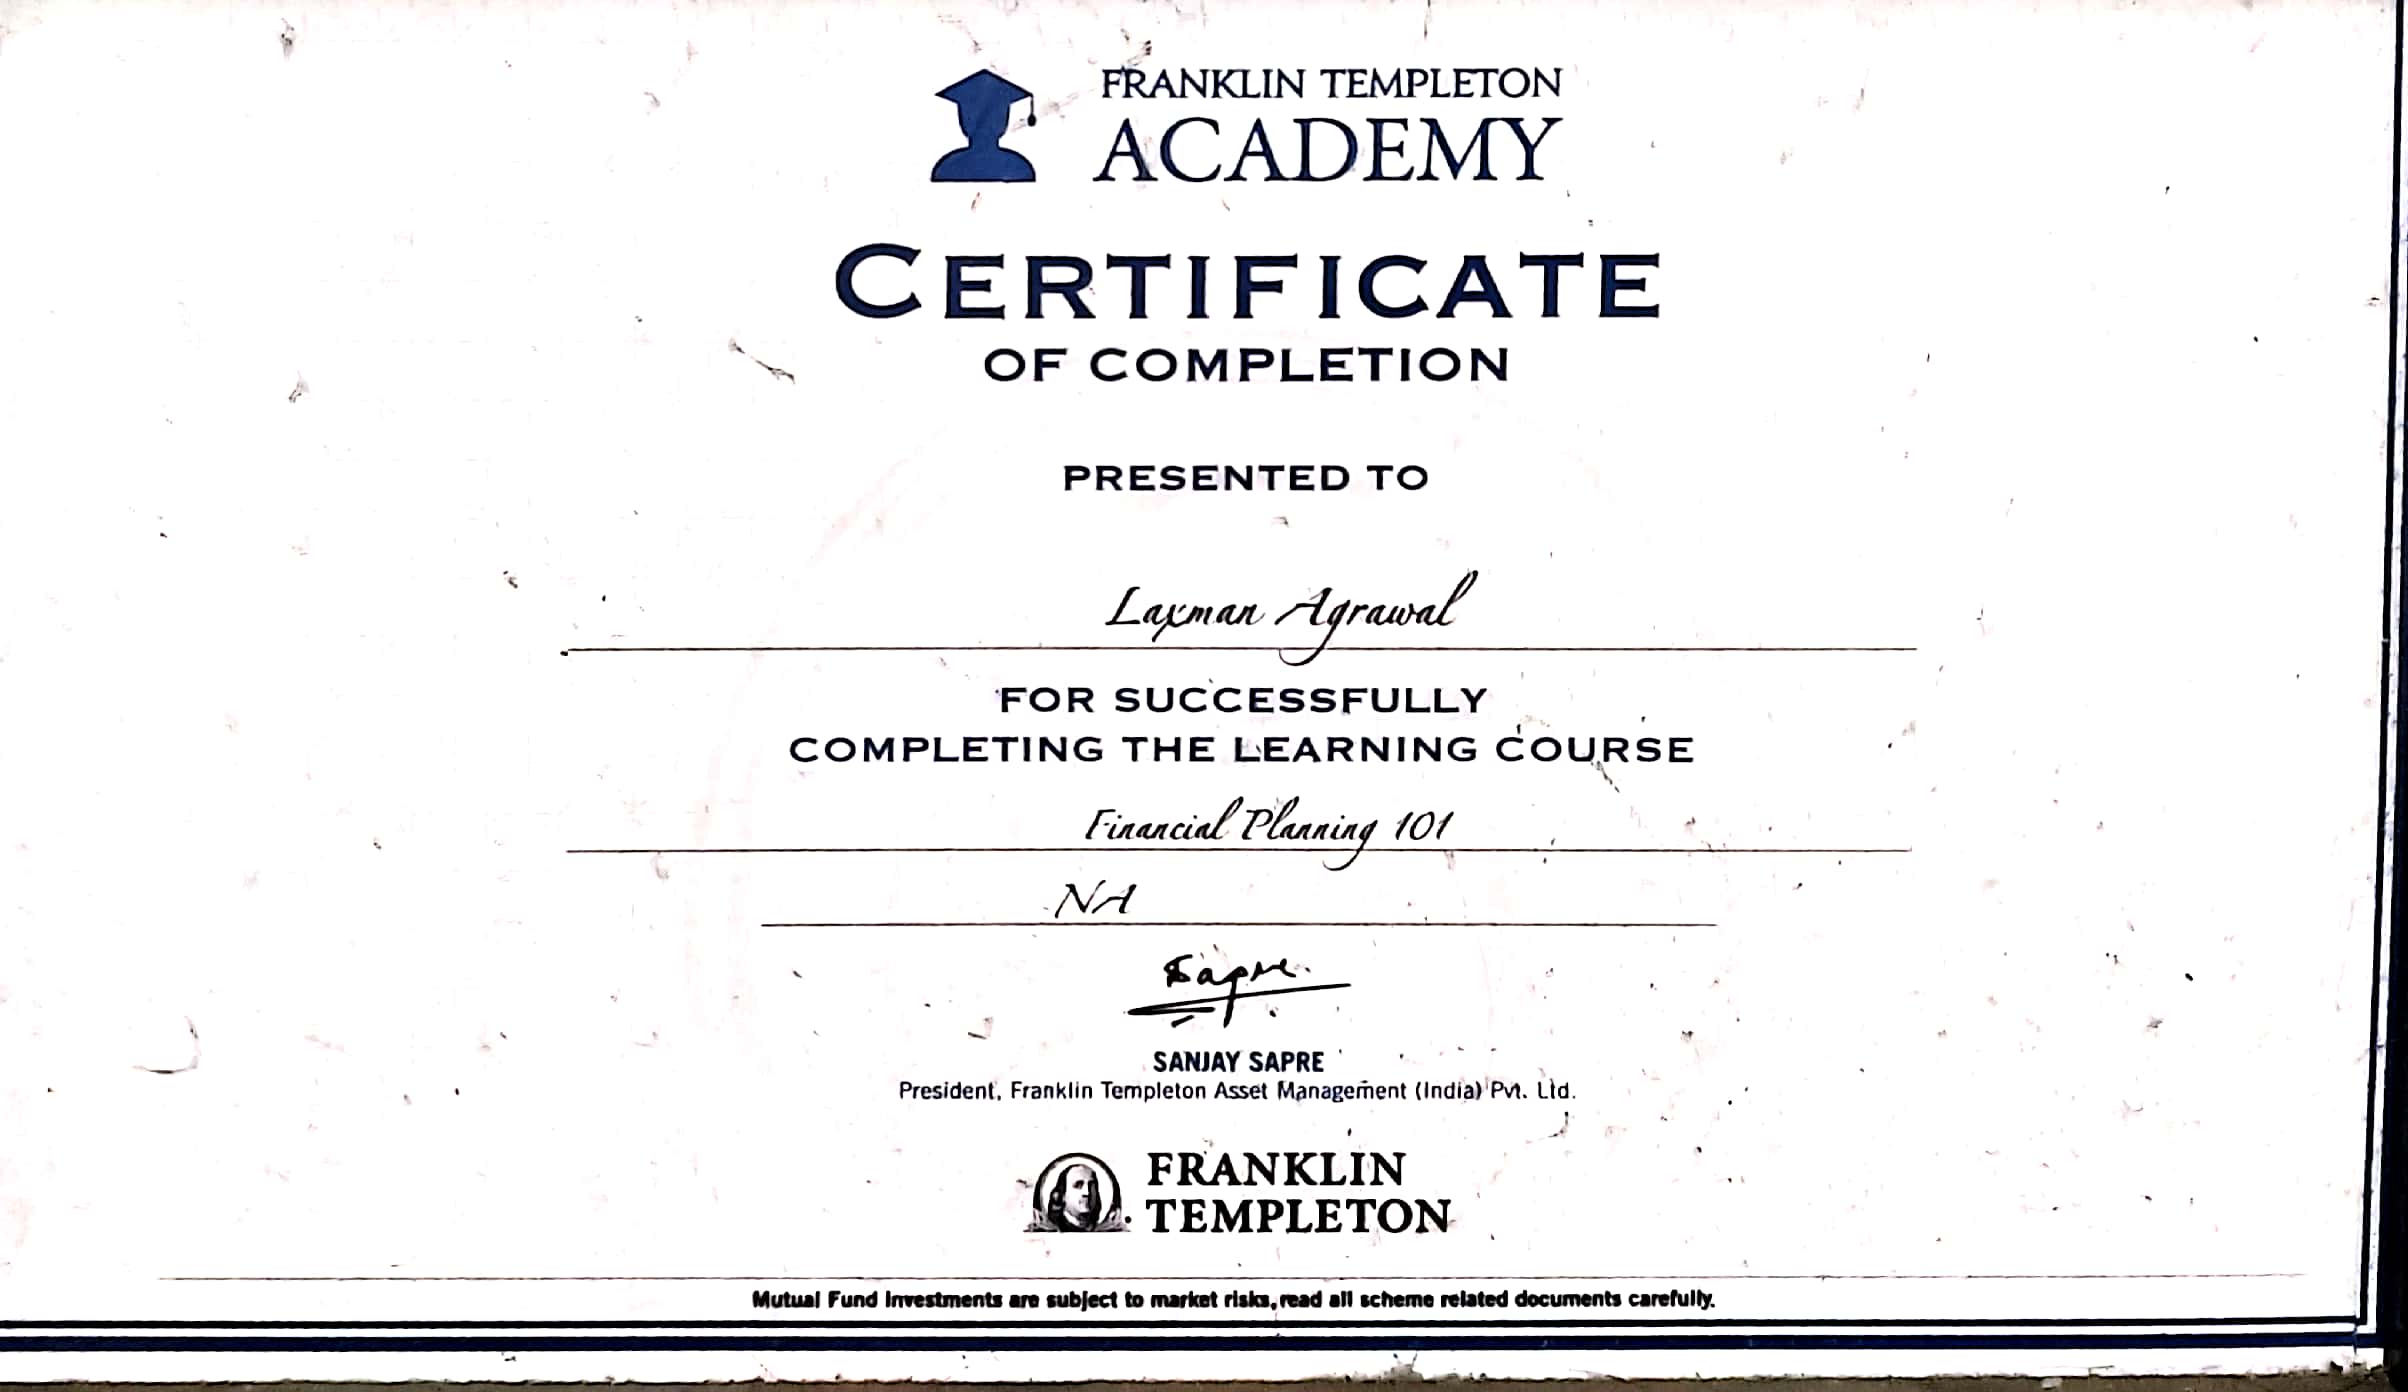 FRANKLIN TEMPLETON
ACADEMY
CERTIFICATE
OF COMPLETION
PRESENTED TO
Laxman Agrawal
FOR SUCCESSFULLY
COMPLETING THE LEARNING COURSE
Financial Planning 101
NA
Sapre.
SANJAY SAPRE
President, Franklin Templeton Asset Management (India) Pvt. Ltd.
FRANKLIN
TEMPLETON
Mutual Fund Investments are subject to market risks, read all scheme related documents carefully.